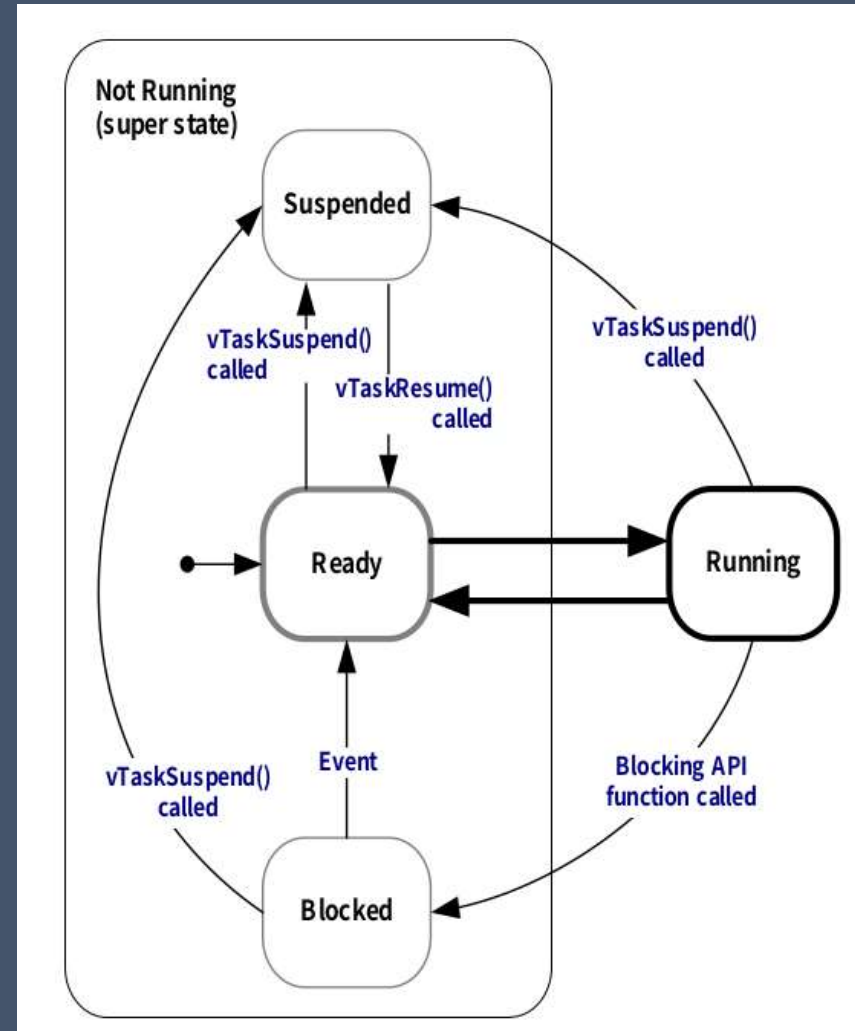 Not Running
(super state)
Suspended
vTaskSuspend()
called
vTaskResume()
called
vTaskSuspend()
called
Ready
Running
Event
vTaskSuspend()
called
Blocking API
function called
Blocked